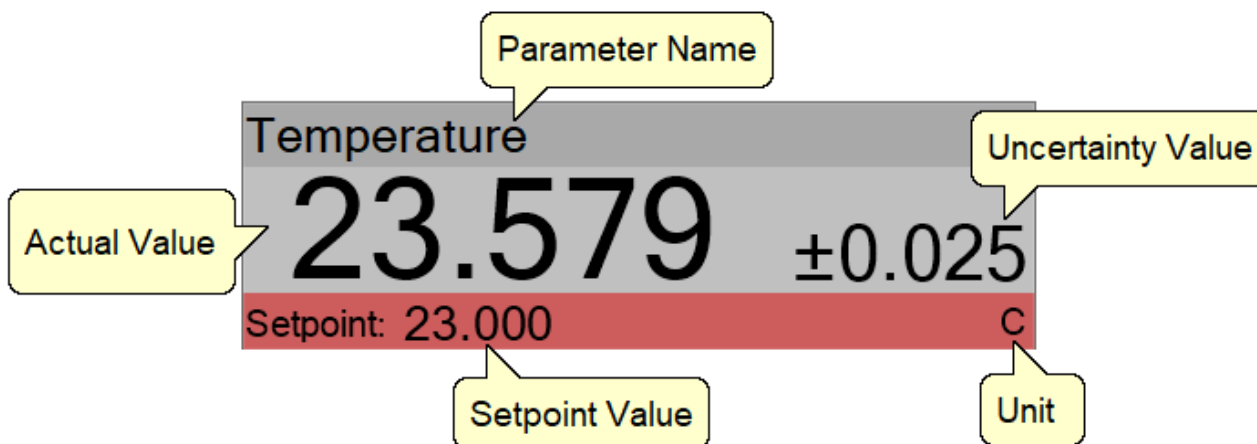 Parameter Name
Temperature
Uncertainty Value
Actual Value
23.579 ±0.025
Setpoint: 23.000 C
Setpoint Value
Unit